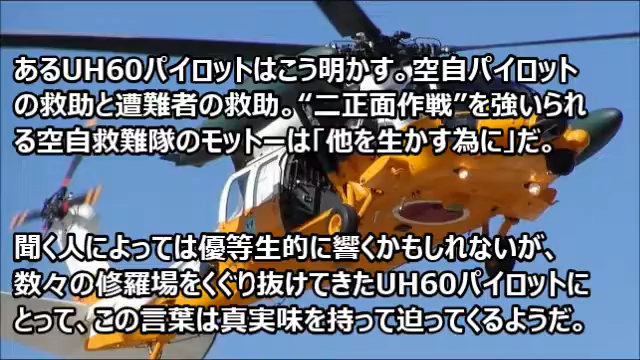 あるUH60パイロットはこう明かす。空自パイロット
の救助と遭難者の救助。“二正面作戦”を強いられ
る空自救難隊のモットーは「他を生かす為に」だ。
聞く人によっては優等生的に響くかもしれないが、
数々の修羅場をくぐり抜けてきたUH60パイロットに
とって、この言葉は真実味を持って迫ってくるようだ。